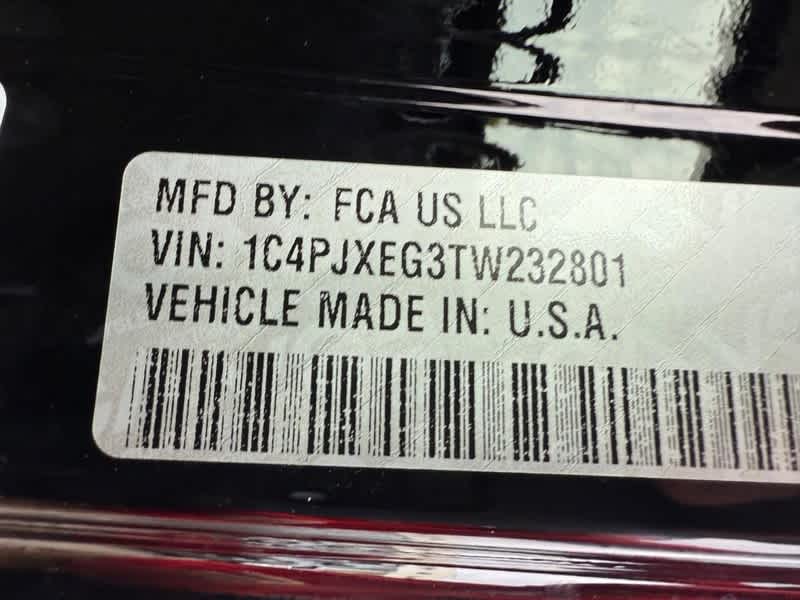 MFD BY: FCA US LLC
VIN: 1C4PJXEG3TW232801
VEHICLE MADE IN: U.S.A.